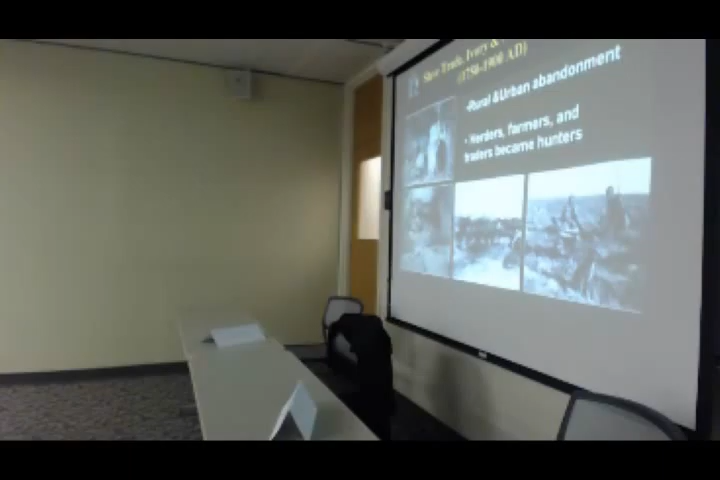 Slave Trade, Ivory &
(1750-1900 AD)
-Rural &Urban abandonment
- Herders, farmers, and
traders became hunters